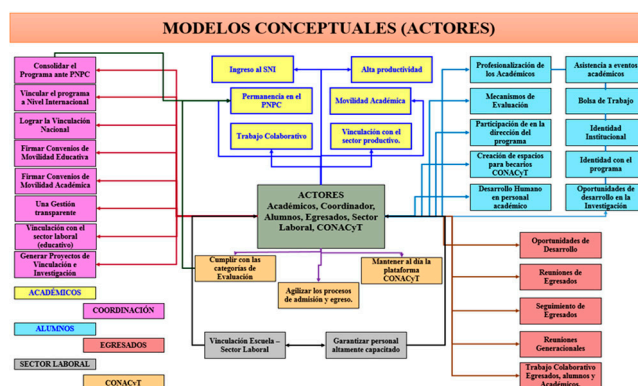 MODELOS CONCEPTUALES (ACTORES)
Consolidar el
Programa ante PNPC
Vincular el programa
a Nivel Internacional
Lograr la Vinculación
Nacional
Firmar Convenios de
Movilidad Educativa
Firmar Convenios de
Movilidad Académica
Una Gestión
transparente
Vinculación con el
sector laboral
(educativo)
Generar Proyectos de
Vinculación e
Investigación
Ingreso al SNI
Alta productividad
Permanencia en el
PNPC
Movilidad Académica
Trabajo Colaborativo
Vinculación con el
sector productivo.
Profesionalización de
los Académicos
Asistencia a eventos
académicos
Mecanismos de
Evaluación
Bolsa de Trabajo
Participación de en la
dirección del
programa
Identidad
Institucional
Creación de espacios
para becarios
CONACyT
Identidad con el
programa
Desarrollo Humano
en personal
académico
Oportunidades de
desarrollo en la
Investigación
ACTORES
Académicos, Coordinador,
Alumnos, Egresados, Sector
Laboral, CONACyT
Cumplir con las
categorías de
Evaluación
Agilizar los procesos
de admisión y egreso.
Mantener al día la
plataforma
CONACyT
Oportunidades de
Desarrollo
Reuniones de
Egresados
Seguimiento de
Egresados
Reuniones
Generacionales
Trabajo Colaborativo
Egresados, alumnos y
Académicos.
Vinculación Escuela –
Sector Laboral
Garantizar personal
altamente capacitado
ACADÉMICOS
COORDINACIÓN
ALUMNOS
EGRESADOS
SECTOR LABORAL
CONACyT